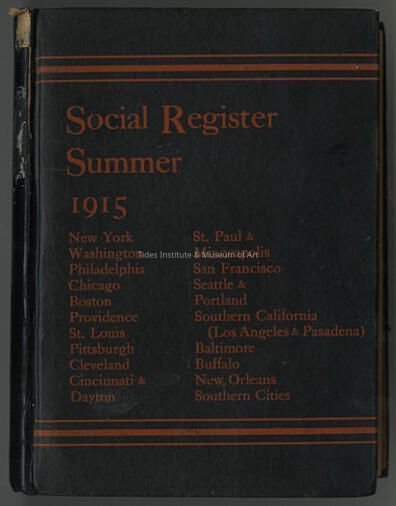 Social Register
Summer
1915
New York
Washington
Philadelphia
Chicago
Boston
Providence
St. Louis
Pittsburgh
Cleveland
Cincinnati &
Dayton
St. Paul &
Minneapolis
San Francisco
Seattle &
Portland
Southern California
(Los Angeles & Pasadena)
Baltimore
Buffalo
New Orleans
Southern Cities
Tides Institute & Museum of Art